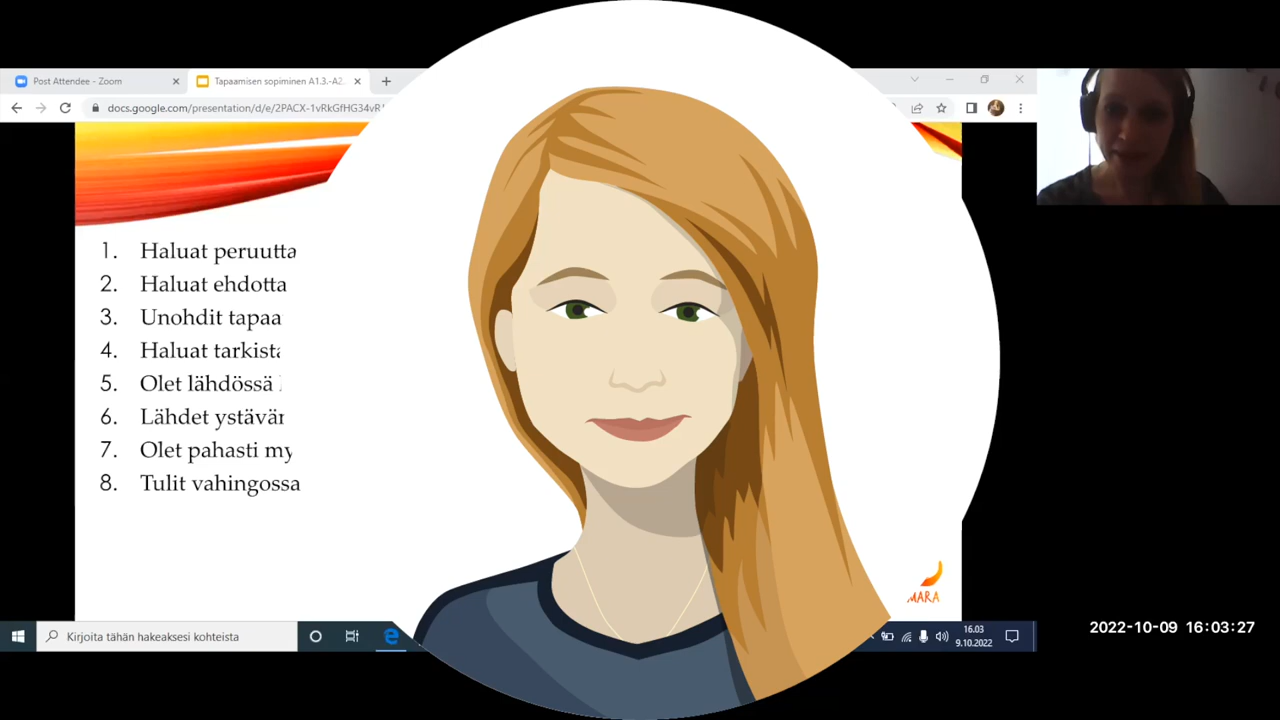 Post Attendee - Zoom
Tapaamisen sopiminen A1.3.-A2.
docs.google.com/presentation/d/e/2PACX-1vRkGfHG34vR1
1. Haluat peruutta
2. Haluat ehdotta
3. Unohdit tapaa
4. Haluat tarkista
5. Olet lähdössä
6. Lähdet ystävän
7. Olet pahasti my
8. Tulit vahingossa
MARA
Kirjoita tähän hakeaksesi kohteista
16.03
9.10.2022
2022-10-09 16:03:27